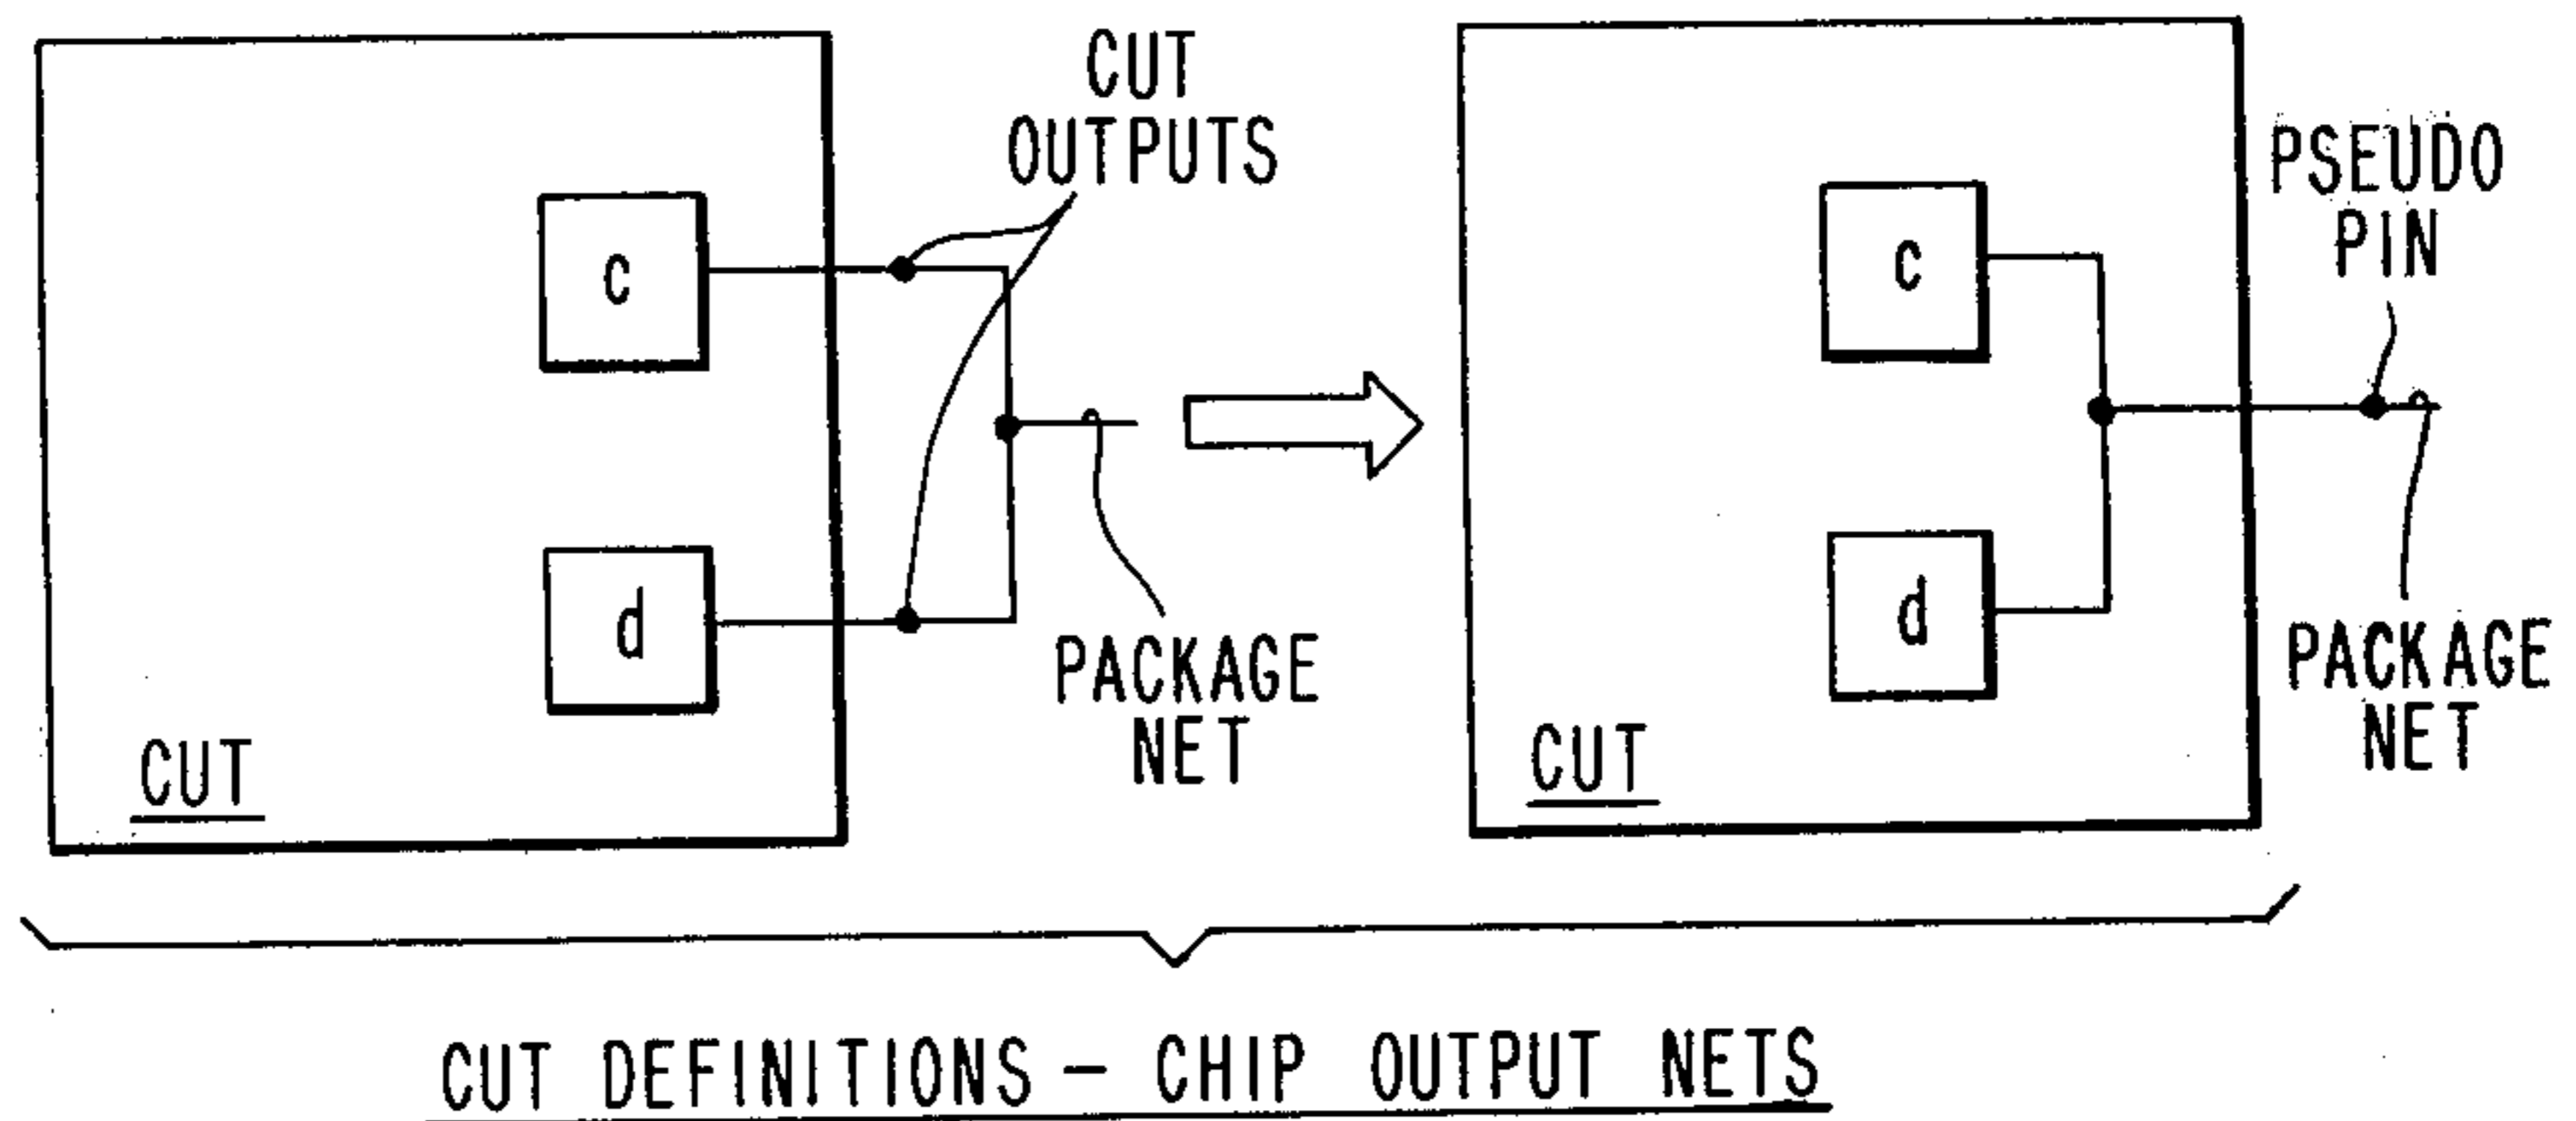 CUT
OUTPUTS
c
d
CUT
PACKAGE
NET
PSEUDO
PIN
c
d
CUT
PACKAGE
NET
CUT DEFINITIONS — CHIP OUTPUT NETS